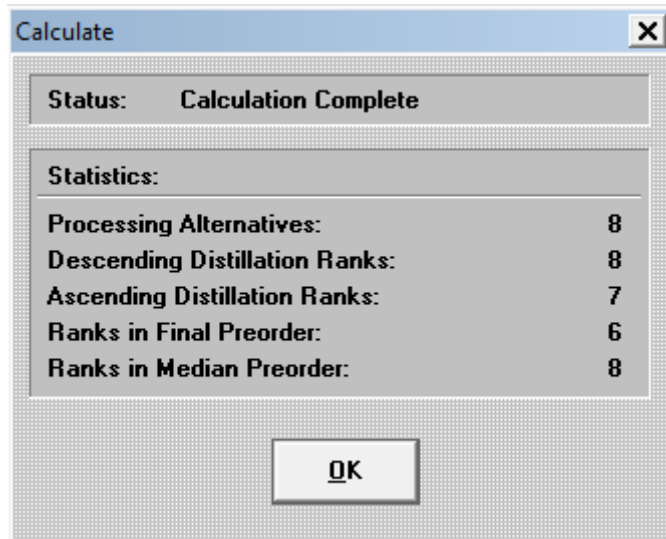 Calculate
Status: Calculation Complete
Statistics:
Processing Alternatives: 8
Descending Distillation Ranks: 8
Ascending Distillation Ranks: 7
Ranks in Final Preorder: 6
Ranks in Median Preorder: 8
OK